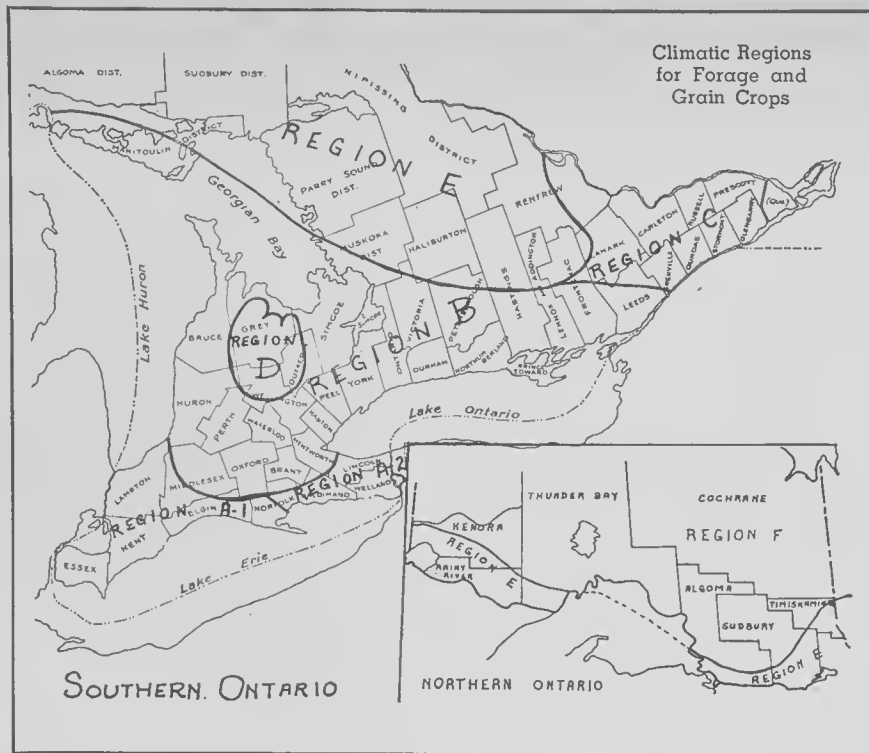 Climatic Regions
for Forage and
Grain Crops
ALGOMA DIST.
SUDBURY DIST.
NIPISSING
DISTRICT
MANITOULIN
DISTRICT
REGION E
PARRY SOUND
DIST.
Georgian Bay
RENFREW
MUSKOKA
DIST
HALIBURTON
LANARK
CARLETON
RUSSELL
PRESCOTT
(QUE.)
GLENGARRY
STORMONT
DUNDAS
GRENVILLE
REGION C
LEEDS
FRONTENAC
LENNOX
ADDINGTON
HASTINGS
PETERBOROUGH
VICTORIA
Lake Huron
SIMCOE
L. Simcoe
ONTARIO
REGION B
DURHAM
NORTHUMBERLAND
PRINCE
EDWARD
BRUCE
GREY
REGION
D
DUFFERIN
PEEL
YORK
HURON
WELLINGTON
HALTON
PERTH
WATERLOO
WENTWORTH
Lake Ontario
OXFORD
BRANT
LINCOLN
WELLAND
HALDIMAND
NORFOLK
REGION A-2
LAMBTON
MIDDLESEX
ELGIN
REGION A-1
KENT
ESSEX
Lake Erie
SOUTHERN. ONTARIO
THUNDER BAY
COCHRANE
KENORA
REGION F
REGION E
RAINY
RIVER
ALGOMA
TIMISKAMING
SUDBURY
REGION E
NORTHERN ONTARIO